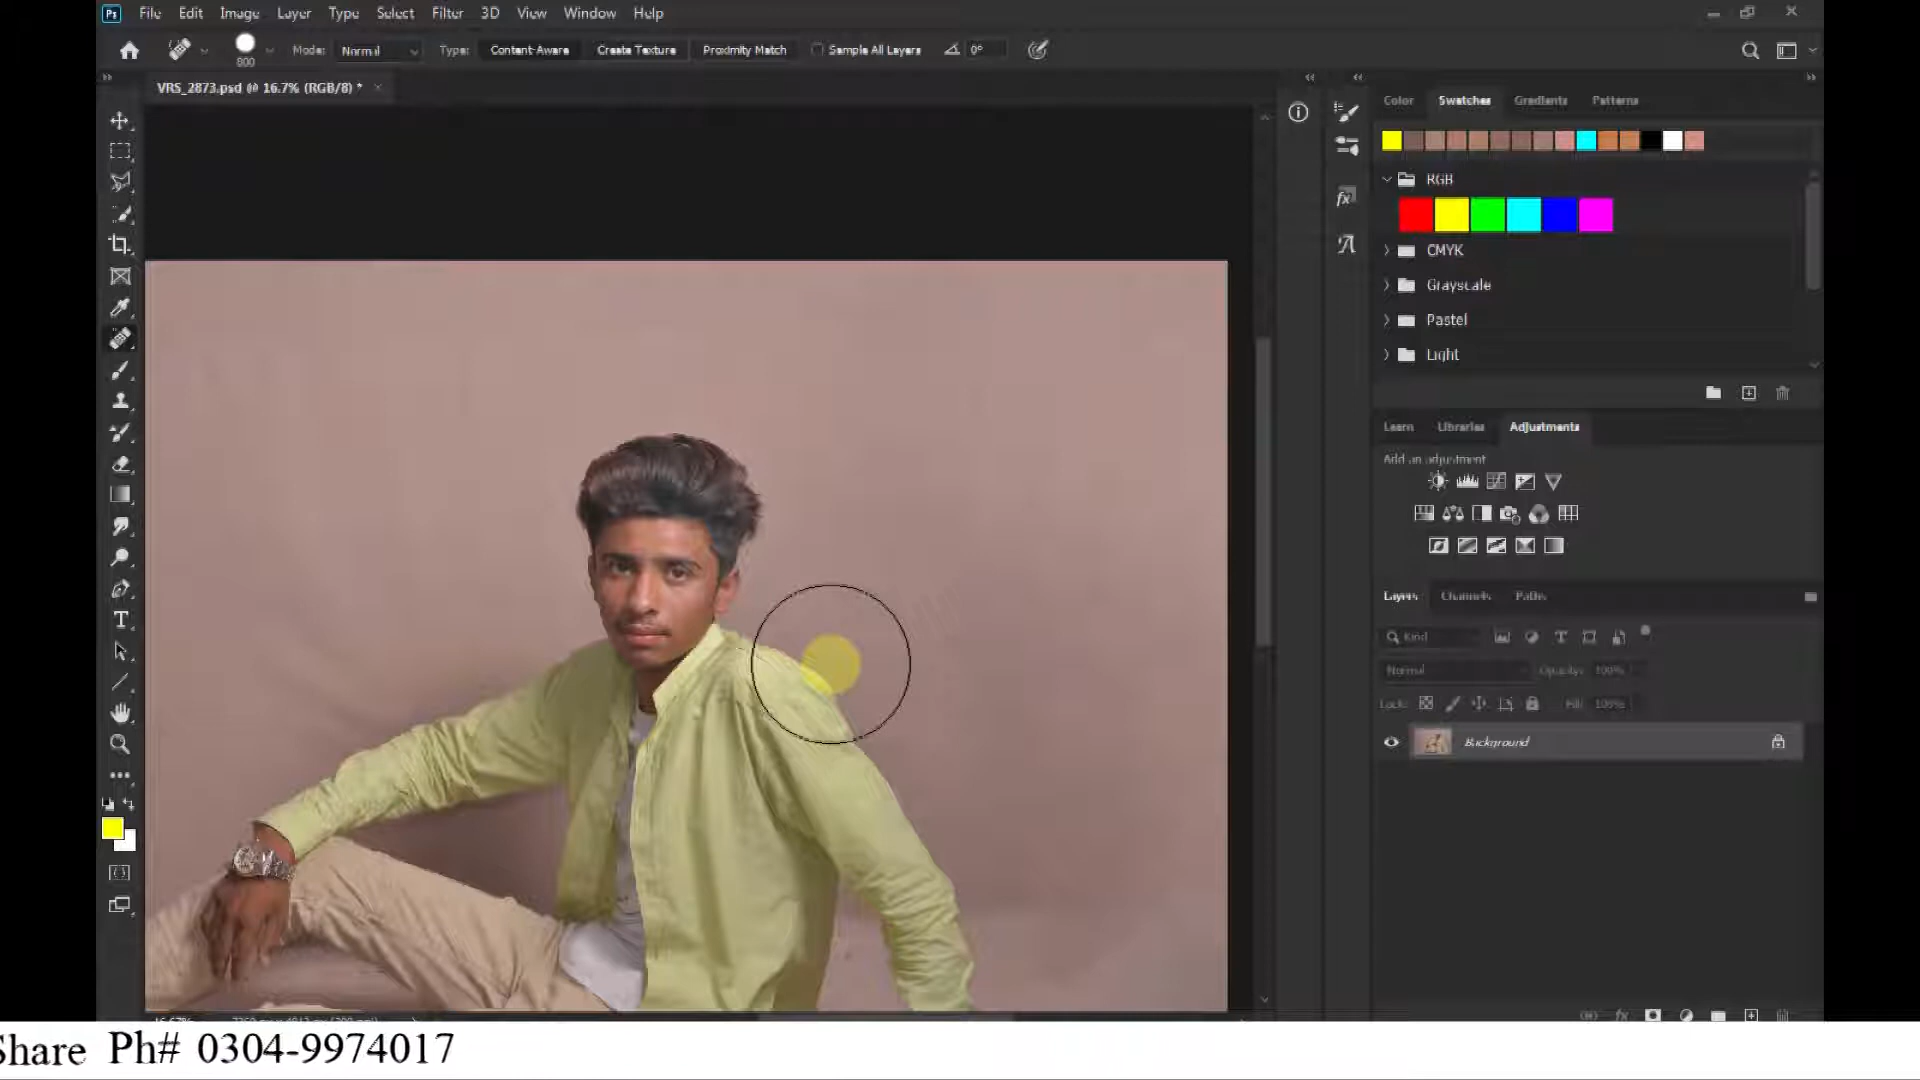 Ps File Edit Image Layer Type Select Filter 3D View Window Help
800 Mode: Normal Type: Content-Aware Create Texture Proximity Match Sample All Layers 0°
VRS_2873.psd @ 16.7% (RGB/8) * ×
Color Swatches Gradients Patterns
RGB
CMYK
Grayscale
Pastel
Light
Learn Libraries Adjustments
Add an adjustment
Layers Channels Paths
Kind
Normal Opacity: 100%
Lock: Fill: 100%
Background
Share Ph# 0304-9974017